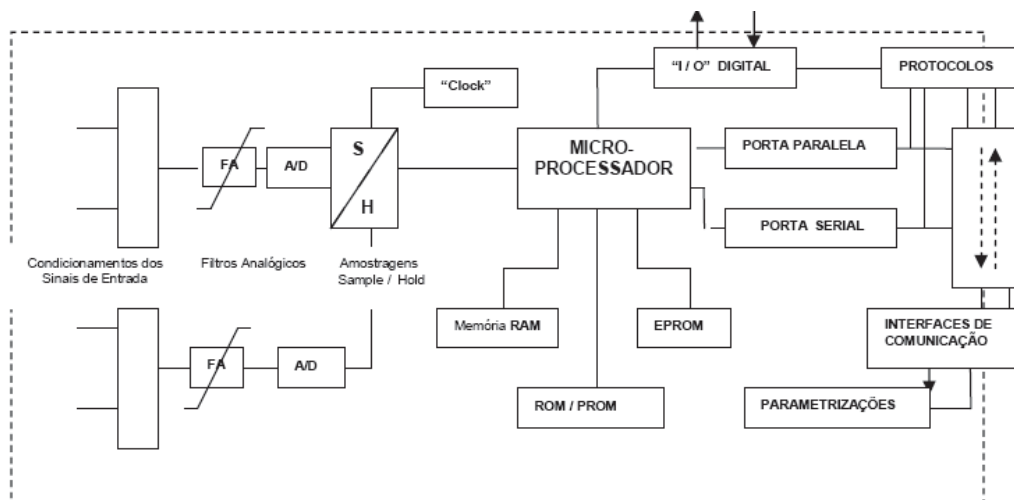 “I / O” DIGITAL
PROTOCOLOS
“Clock”
S
H
FA
A/D
MICRO-
PROCESSADOR
PORTA PARALELA
PORTA SERIAL
Condicionamentos dos
Sinais de Entrada
Filtros Analógicos
Amostragens
Sample / Hold
Memória RAM
EPROM
INTERFACES DE
COMUNICAÇÃO
FA
A/D
ROM / PROM
PARAMETRIZAÇÕES